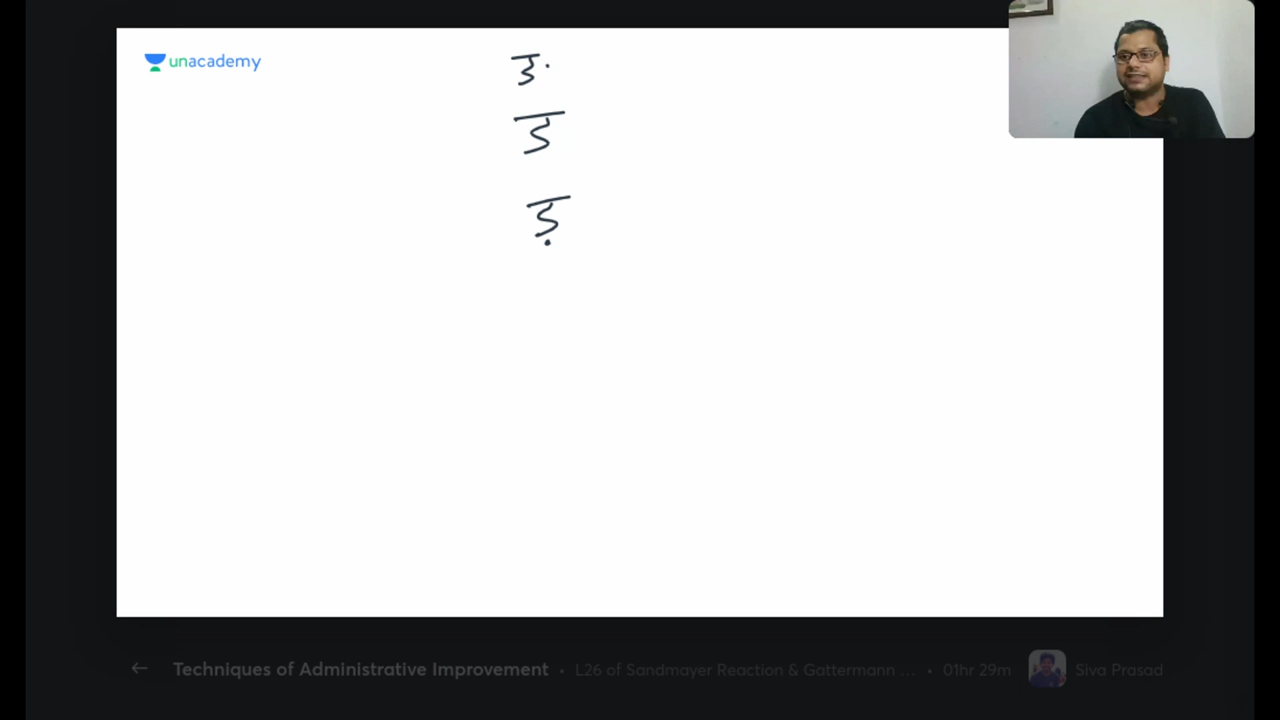 unacademy
ङ
ड
ड़
← Techniques of Administrative Improvement • L26 of Sandmayer Reaction & Gattermann ... • 01hr 29m Siva Prasad